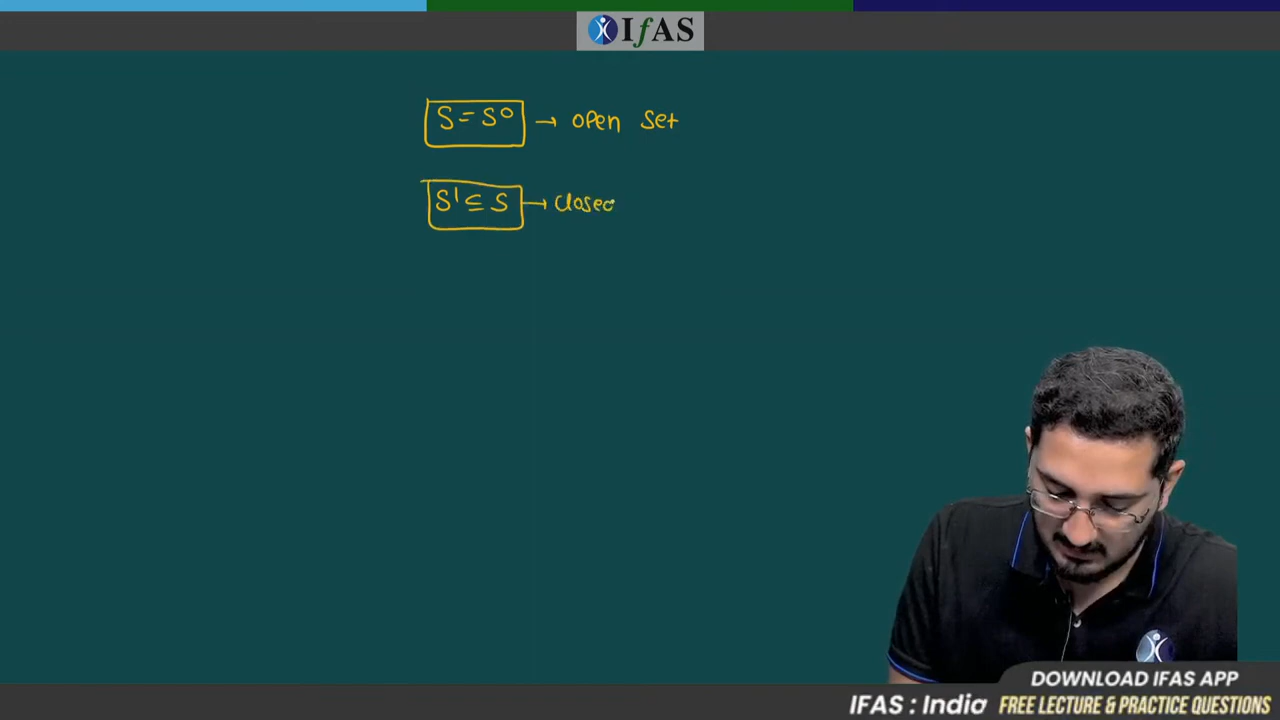 IfAS
S = S° → open set
S' ⊆ S → closed
DOWNLOAD IFAS APP
IFAS : India FREE LECTURE & PRACTICE QUESTIONS